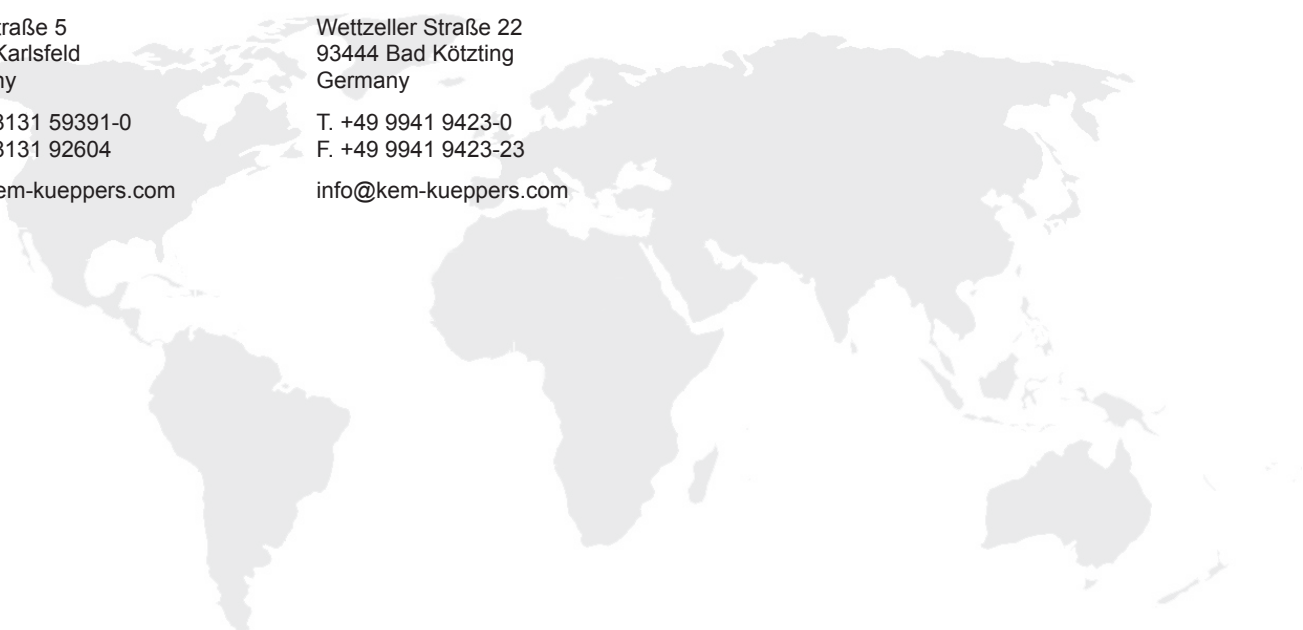 traße 5
Karlsfeld
ny
8131 59391-0
8131 92604
em-kueppers.com
Wettzeller Straße 22
93444 Bad Kötzting
Germany
T. +49 9941 9423-0
F. +49 9941 9423-23
info@kem-kueppers.com